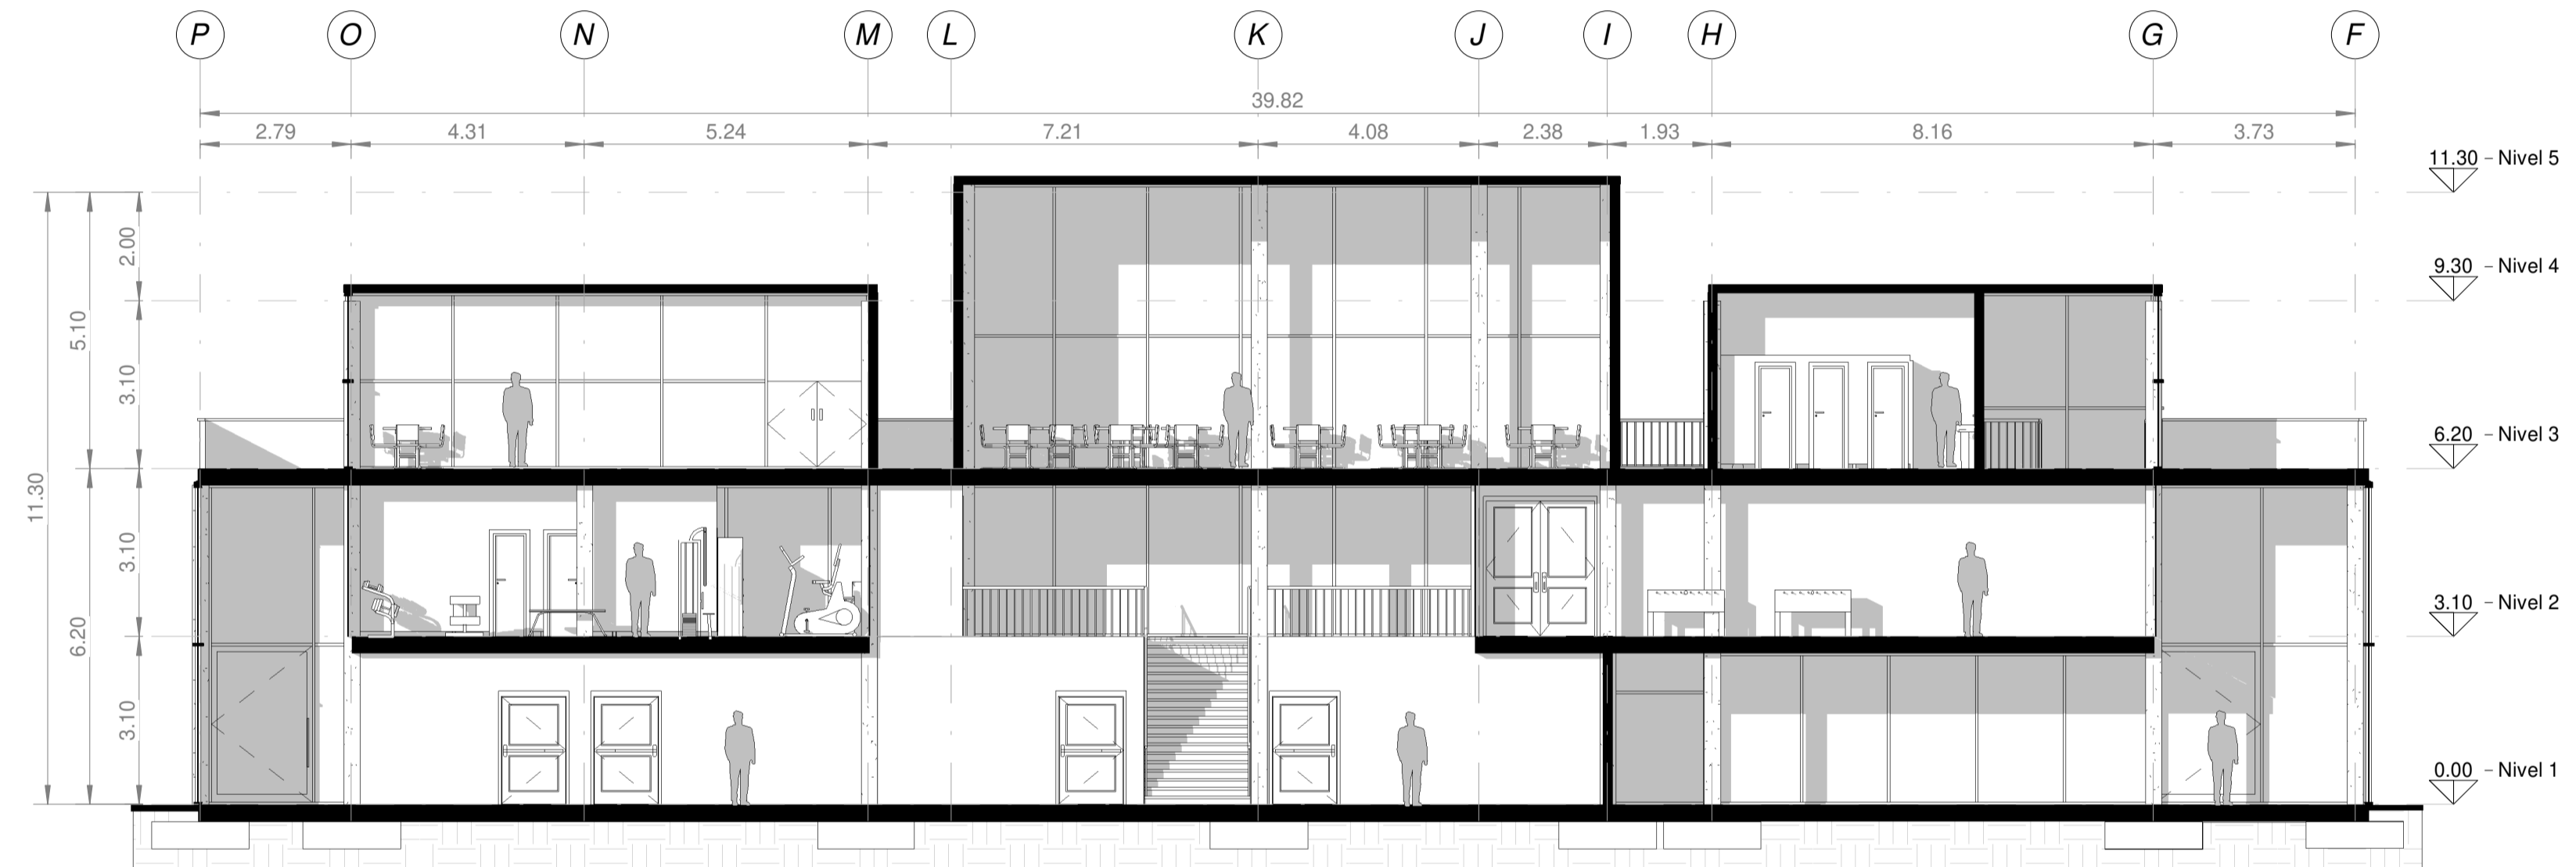 P O N M L K J I H G F
39.82
2.79 4.31 5.24 7.21 4.08 2.38 1.93 8.16 3.73
11.30 – Nivel 5
9.30 – Nivel 4
6.20 – Nivel 3
3.10 – Nivel 2
0.00 – Nivel 1
11.30
5.10
6.20
2.00
3.10
3.10
3.10